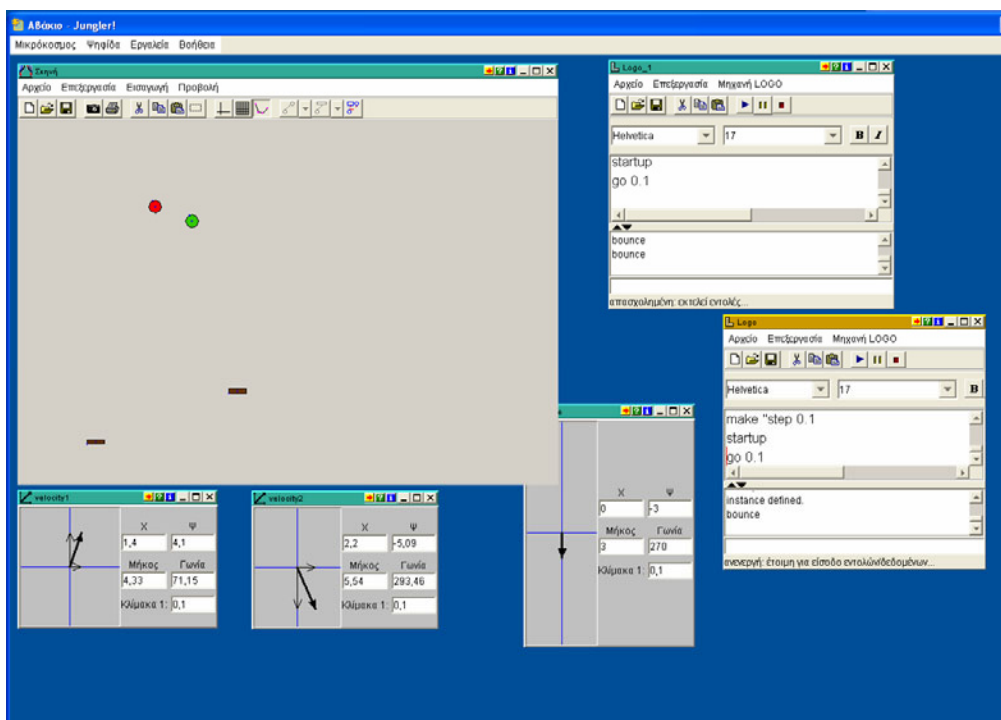 Αβάκιο - Jungler!
Μικρόκοσμος Ψηφίδα Εργαλεία Βοήθεια
Σκηνή
Αρχείο Επεξεργασία Εισαγωγή Προβολή
Logo_1
Αρχείο Επεξεργασία Μηχανή LOGO
Helvetica 17 B I
startup
go 0.1
bounce
bounce
απασχολημένη: εκτελεί εντολές...
Logo
Αρχείο Επεξεργασία Μηχανή LOGO
Helvetica 17 B
make "step 0.1
startup
go 0.1
instance defined.
bounce
ανενεργή: έτοιμη για είσοδο εντολών/δεδομένων...
velocity1
X Ψ
1,4 4,1
Μήκος Γωνία
4,33 71,15
Κλίμακα 1: 0,1
velocity2
X Ψ
2,2 -5,09
Μήκος Γωνία
5,54 293,46
Κλίμακα 1: 0,1
X Ψ
0 -3
Μήκος Γωνία
3 270
Κλίμακα 1: 0,1